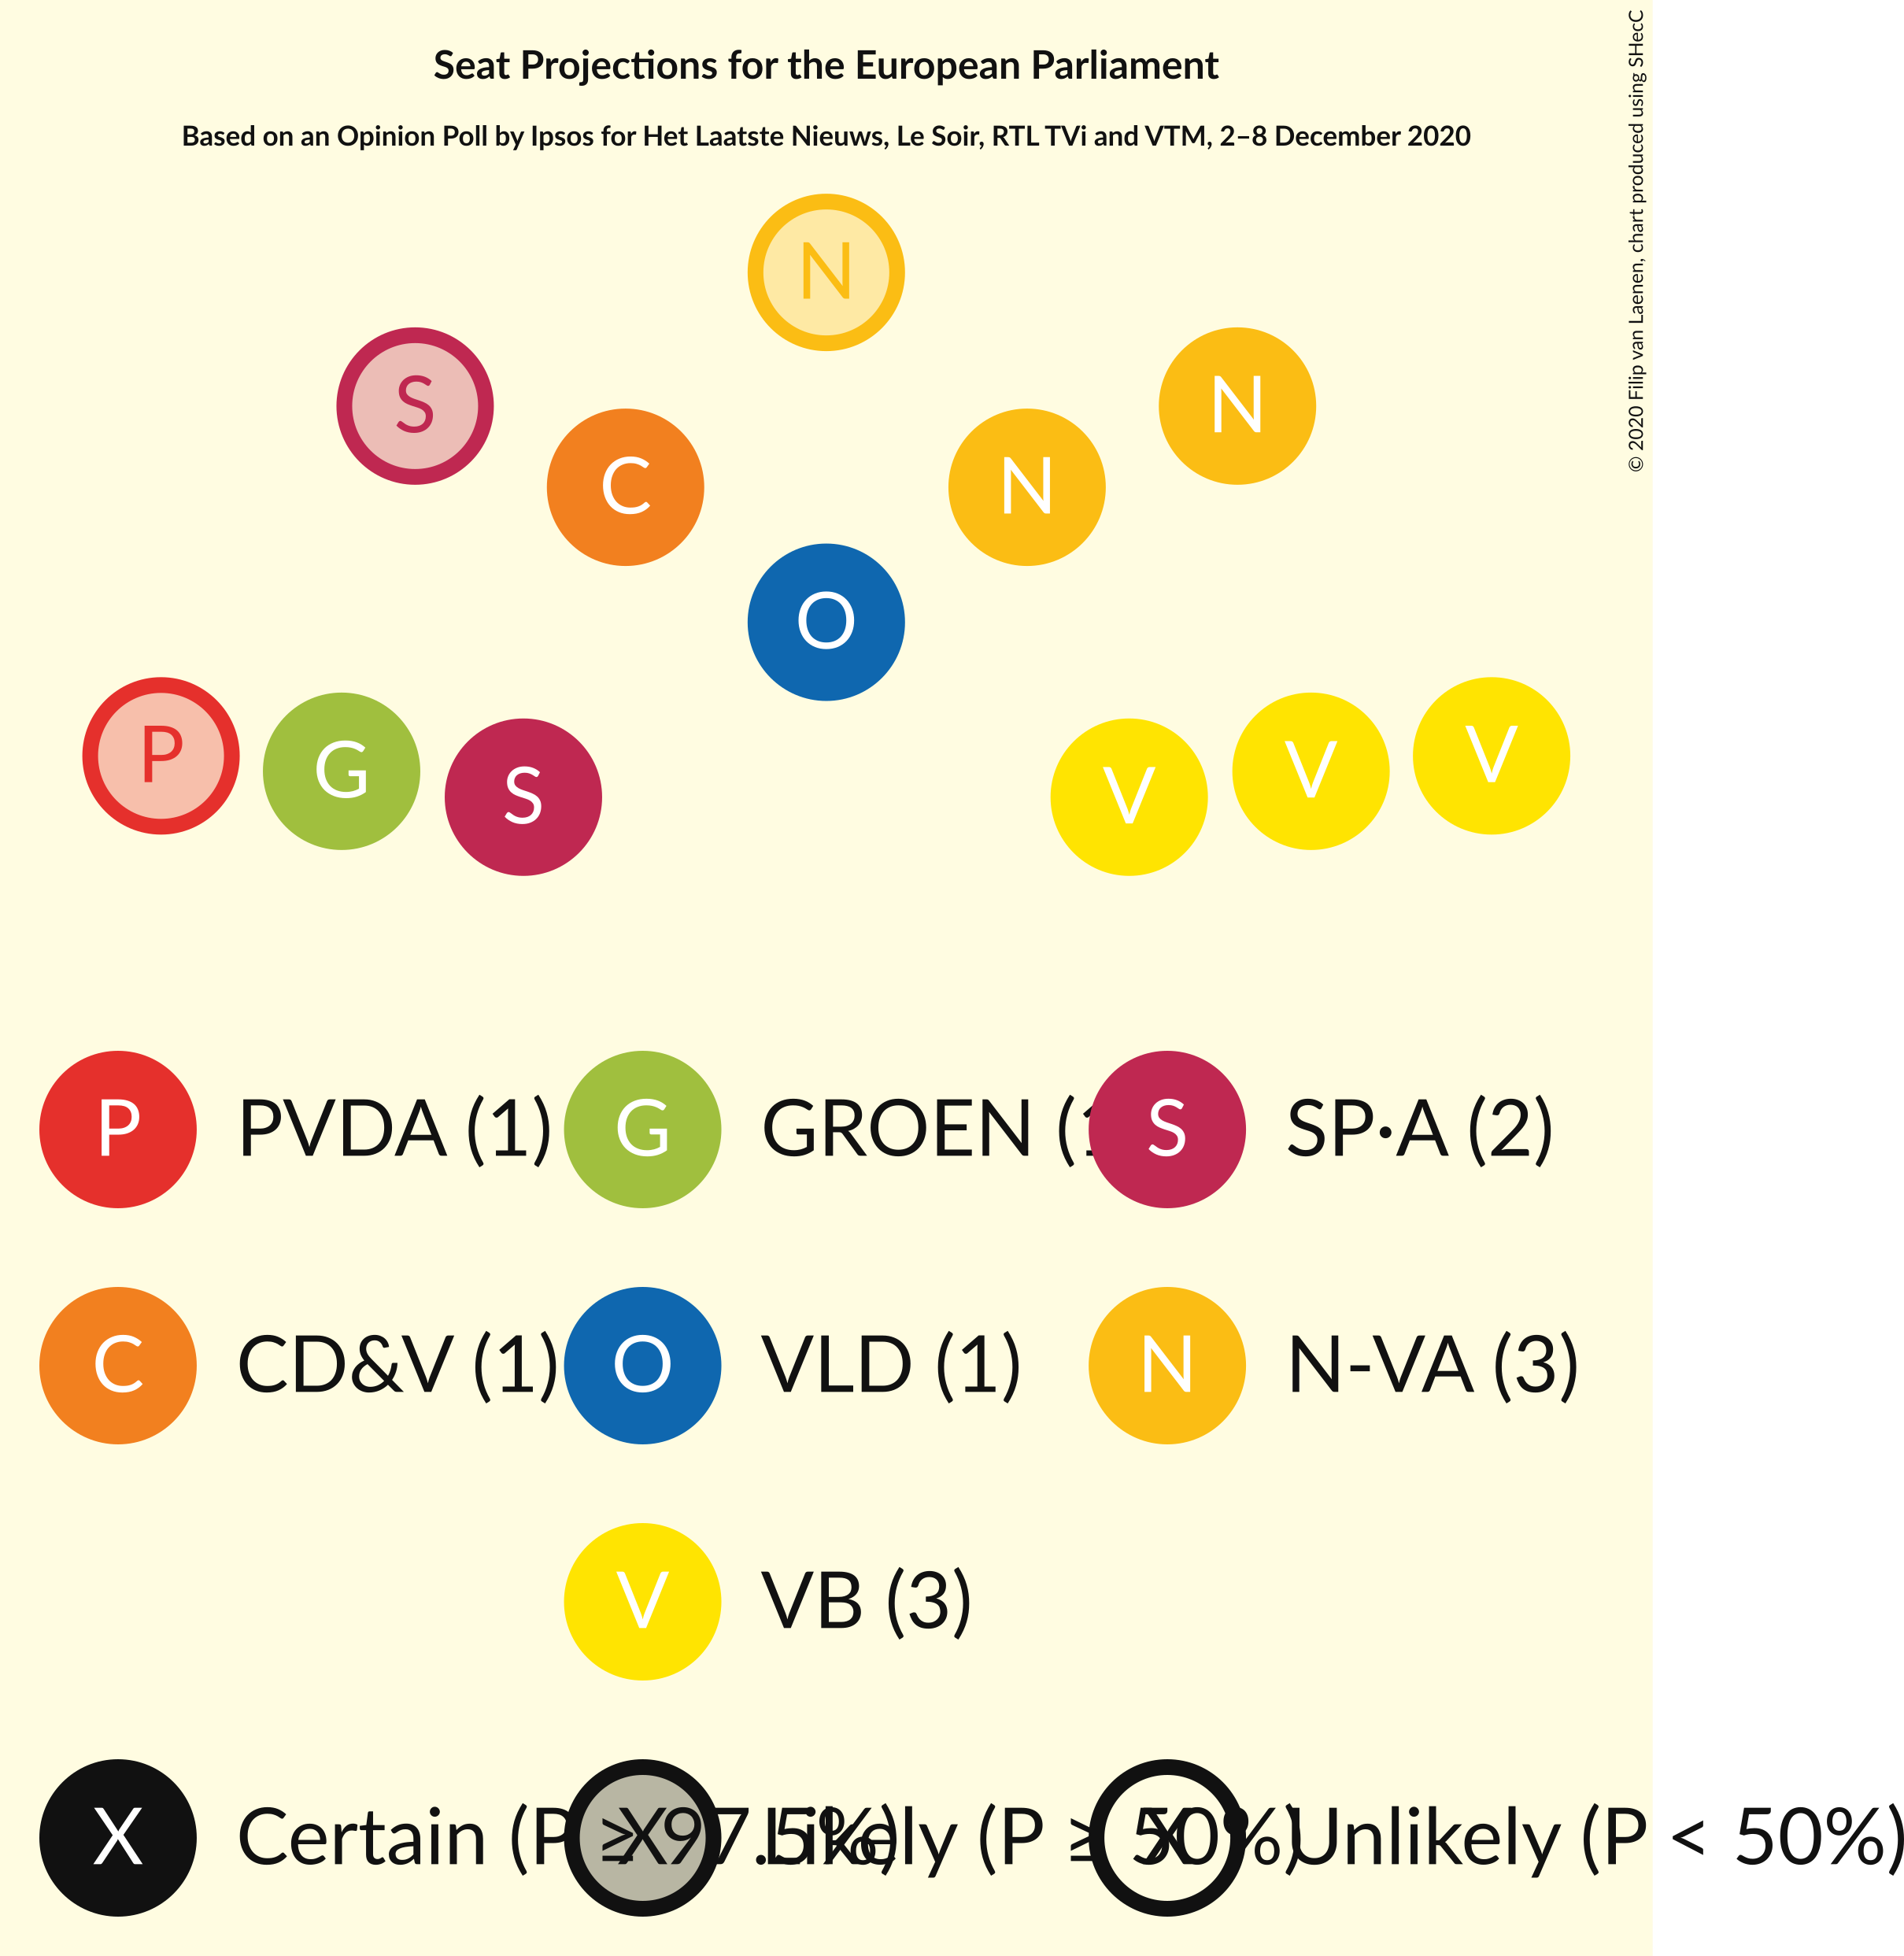 Seat Projections for the European Parliament
Based on an Opinion Poll by Ipsos for Het Laatste Nieuws, Le Soir, RTL TVi and VTM, 2–8 December 2020
© 2020 Filip van Laenen, chart produced using SHecC
N
S
N
C
N
O
P
G
S
V
V
V
P PVDA (1)
G GROEN (
S SP•A (2)
C CD&V (1)
O VLD (1)
N N-VA (3)
V VB (3)
X Certain (P ≥ 97.5%)
X Likely (P ≥ 50%)
X Unlikely (P < 50%)